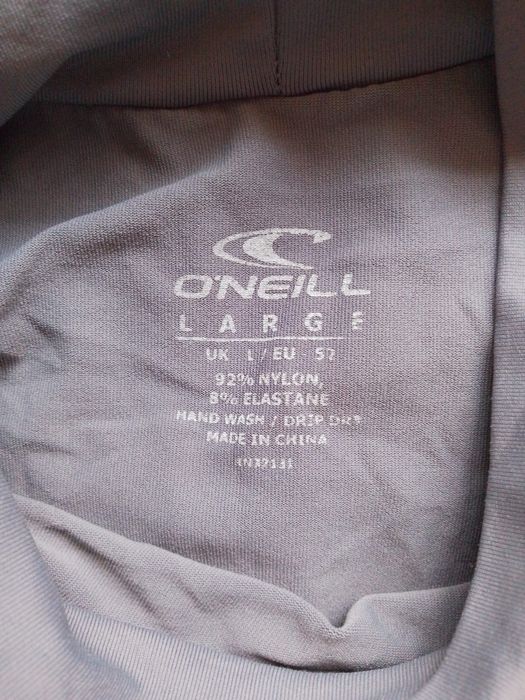 O'NEILL
LARGE
UK - L / EU - 52
92% NYLON,
8% ELASTANE
HAND WASH / DRIP DRY
MADE IN CHINA